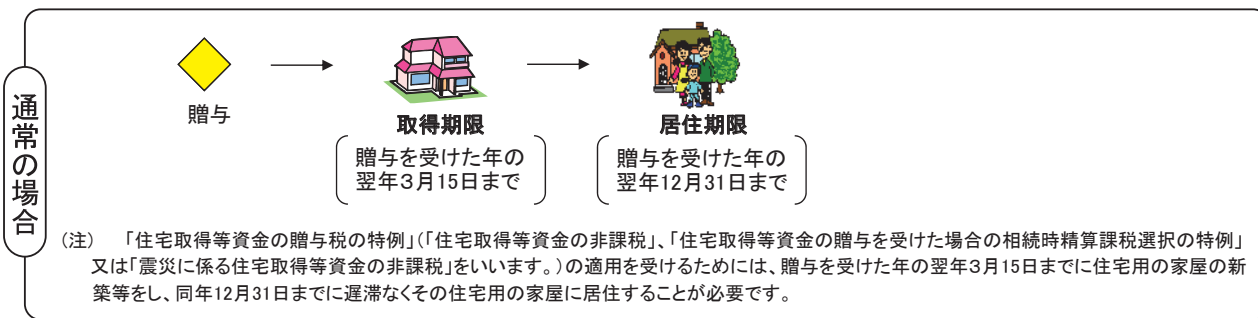 通常の場合
贈与
取得期限
贈与を受けた年の
翌年3月15日まで
居住期限
贈与を受けた年の
翌年12月31日まで
(注) 「住宅取得等資金の贈与税の特例」(「住宅取得等資金の非課税」、「住宅取得等資金の贈与を受けた場合の相続時精算課税選択の特例」
又は「震災に係る住宅取得等資金の非課税」をいいます。)の適用を受けるためには、贈与を受けた年の翌年3月15日までに住宅用の家屋の新
築等をし、同年12月31日までに遅滞なくその住宅用の家屋に居住することが必要です。